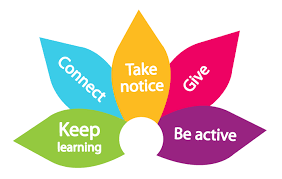 Connect
Take
notice
Give
Keep
learning
Be active